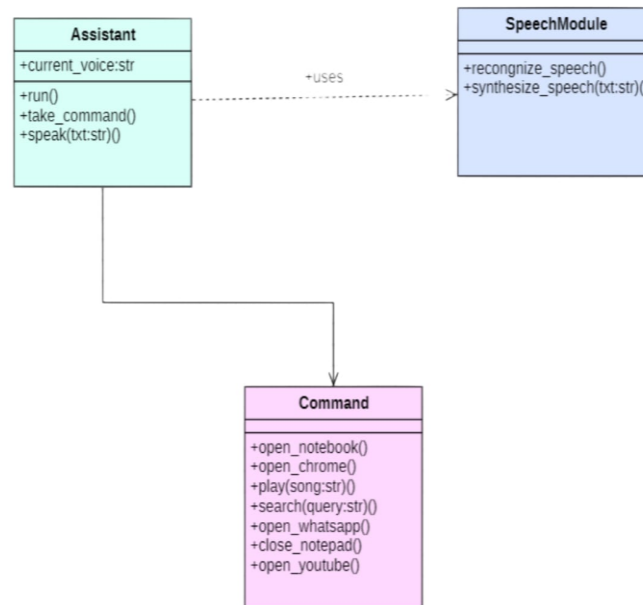 Assistant
+current_voice:str
+run()
+take_command()
+speak(txt:str)()
+uses
SpeechModule
+recongnize_speech()
+synthesize_speech(txt:str)()
Command
+open_notebook()
+open_chrome()
+play(song:str)()
+search(query:str)()
+open_whatsapp()
+close_notepad()
+open_youtube()